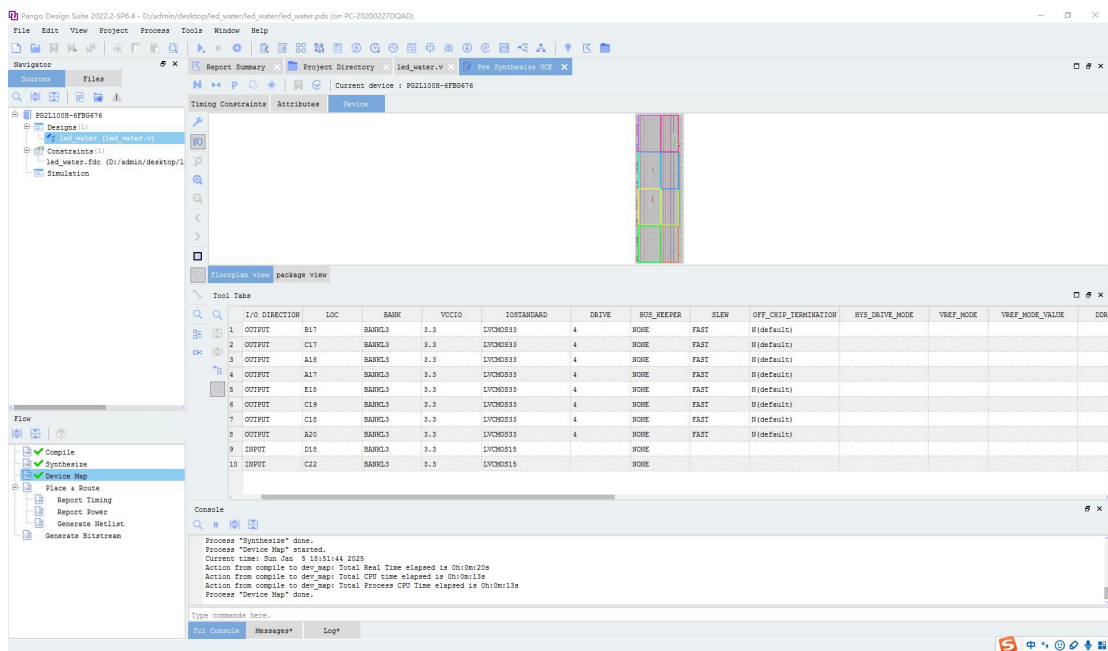 Pango Design Suite 2022.2-SP6.4 - D:/admin/desktop/led_water/led_water/led_water.pds (on PC-20200227DQAD)
File Edit View Project Process Tools Window Help
Navigator
Sources Files
PG2L100H-6FBG676
Designs(1)
led_water (led_water.v)
Constraints(1)
led_water.fdc (D:/admin/desktop/l
Simulation
Report Summary Project Directory led_water.v Pre Synthesize UCE
N P Current device : PG2L100H-6FBG676
Timing Constraints Attributes Device
I/O
floorplan view package view
Tool Tabs
I/O DIRECTION LOC BANK VCCIO IOSTANDARD DRIVE BUS_KEEPER SLEW OFF_CHIP_TERMINATION HYS_DRIVE_MODE VREF_MODE VREF_MODE_VALUE DDR
1 OUTPUT B17 BANKL3 3.3 LVCMOS33 4 NONE FAST N(default)
2 OUTPUT C17 BANKL3 3.3 LVCMOS33 4 NONE FAST N(default)
3 OUTPUT A18 BANKL3 3.3 LVCMOS33 4 NONE FAST N(default)
4 OUTPUT A17 BANKL3 3.3 LVCMOS33 4 NONE FAST N(default)
5 OUTPUT E18 BANKL3 3.3 LVCMOS33 4 NONE FAST N(default)
6 OUTPUT C19 BANKL3 3.3 LVCMOS33 4 NONE FAST N(default)
7 OUTPUT C18 BANKL3 3.3 LVCMOS33 4 NONE FAST N(default)
8 OUTPUT A20 BANKL3 3.3 LVCMOS33 4 NONE FAST N(default)
9 INPUT D18 BANKL3 3.3 LVCMOS15 NONE
10 INPUT C22 BANKL3 3.3 LVCMOS15 NONE
Flow
Compile
Synthesize
Device Map
Place & Route
Report Timing
Report Power
Generate Netlist
Generate Bitstream
Console
Process "Synthesize" done.
Process "Device Map" started.
Current time: Sun Jan 5 18:51:44 2025
Action from compile to dev_map: Total Real Time elapsed is 0h:0m:20s
Action from compile to dev_map: Total CPU time elapsed is 0h:0m:13s
Action from compile to dev_map: Total Process CPU Time elapsed is 0h:0m:13s
Process "Device Map" done.
Type commands here.
Tcl Console Messages* Log*
S 中